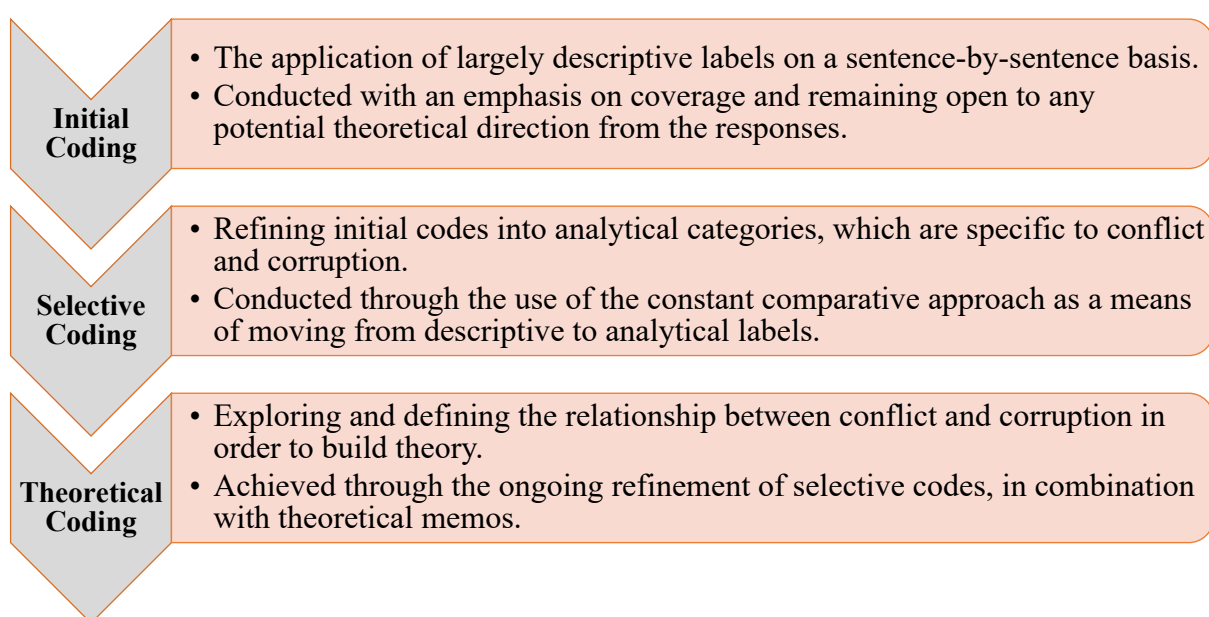 • The application of largely descriptive labels on a sentence-by-sentence basis.
• Conducted with an emphasis on coverage and remaining open to any
potential theoretical direction from the responses.
Initial
Coding
• Refining initial codes into analytical categories, which are specific to conflict
and corruption.
• Conducted through the use of the constant comparative approach as a means
of moving from descriptive to analytical labels.
Selective
Coding
• Exploring and defining the relationship between conflict and corruption in
order to build theory.
• Achieved through the ongoing refinement of selective codes, in combination
with theoretical memos.
Theoretical
Coding